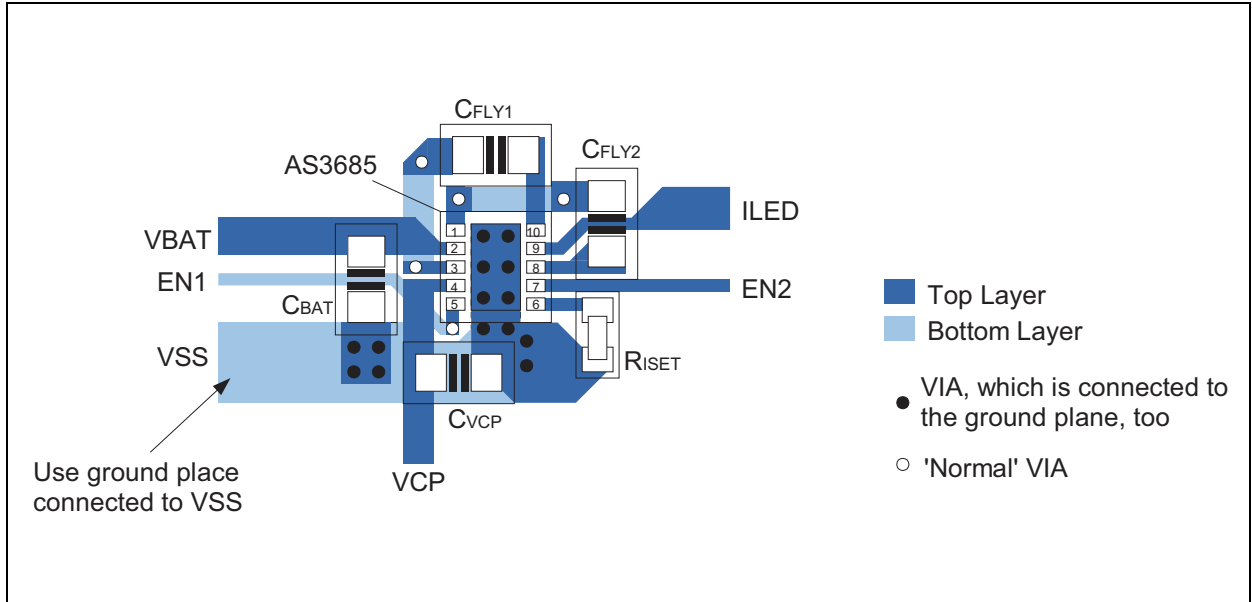 CFLY1
CFLY2
AS3685
ILED
1
10
VBAT
2
9
3
8
EN1
4
7
EN2
CBAT
5
6
Top Layer
Bottom Layer
VSS
RISET
VIA, which is connected to
the ground plane, too
CVCP
Use ground place
connected to VSS
VCP
'Normal' VIA